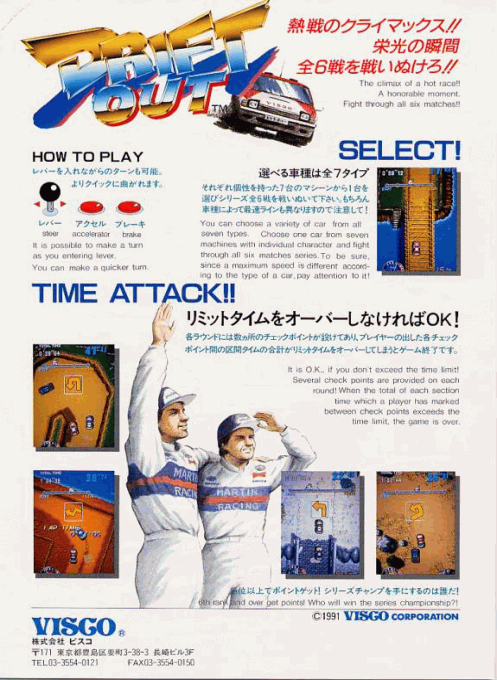 DRIFT
OUT TM
熱戦のクライマックス!!
栄光の瞬間
全6戦を戦いぬけろ!!
The climax of a hot race!!
A honorable moment.
Fight through all six matches!!
HOW TO PLAY
レバーを入れながらのターンも可能。
よりクイックに曲がれます。
レバー アクセル ブレーキ
steer accelerator brake
It is possible to make a turn
as you entering lever.
You can make a quicker turn.
SELECT!
選べる車種は全7タイプ
それぞれ個性を持った7台のマシーンから1台を
選びシリーズ全6戦を戦いぬいて下さい。もちろん
車種によって最速ラインも異なりますので注意して!
You can choose a variety of car from all
seven types. Choose one car from seven
machines with individual character and fight
through all six matches series. To be sure,
since a maximum speed is different accord-
ing to the type of a car, pay attention to it!
TIME ATTACK!!
リミットタイムをオーバーしなければOK!
各ラウンドには数ヵ所のチェックポイントが設けてあり、プレイヤーの出した各チェック
ポイント間の区間タイムの合計がリミットタイムをオーバーしてしまうとゲーム終了です。
It is O.K., if you don't exceed the time limit!
Several check points are provided on each
round! When the total of each section
time which a player has marked
between check points exceeds the
time limit, the game is over.
MARTINI
RACING
MARTIN
RACING
位以上でポイントゲット! シリーズチャンプを手にするのは誰だ!
6th rank and over get points! Who will win the series championship?!
©1991 VISCO CORPORATION
VISCO ®
株式会社 ビスコ
〒171 東京都豊島区要町3-38-3 長崎ビル3F
TEL03-3554-0121 FAX03-3554-0150